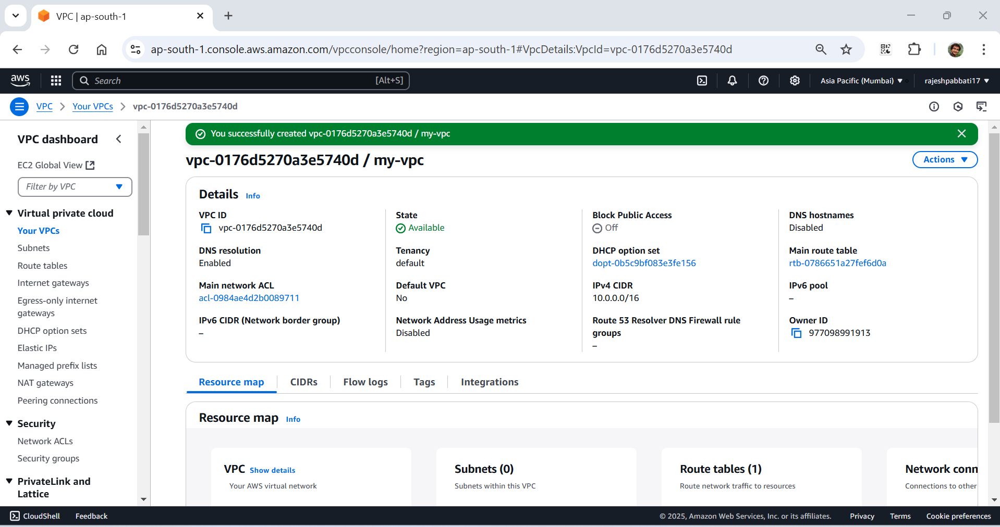 VPC | ap-south-1
ap-south-1.console.aws.amazon.com/vpcconsole/home?region=ap-south-1#VpcDetails:VpcId=vpc-0176d5270a3e5740d
aws
Search
[Alt+S]
Asia Pacific (Mumbai)
rajeshpabbati17
VPC
Your VPCs
vpc-0176d5270a3e5740d
VPC dashboard
EC2 Global View
Filter by VPC
Virtual private cloud
Your VPCs
Subnets
Route tables
Internet gateways
Egress-only internet
gateways
DHCP option sets
Elastic IPs
Managed prefix lists
NAT gateways
Peering connections
Security
Network ACLs
Security groups
PrivateLink and
Lattice
You successfully created vpc-0176d5270a3e5740d / my-vpc
vpc-0176d5270a3e5740d / my-vpc
Actions
Details Info
VPC ID
vpc-0176d5270a3e5740d
State
Available
Block Public Access
Off
DNS hostnames
Disabled
DNS resolution
Enabled
Tenancy
default
DHCP option set
dopt-0b5c9bf083e3fe156
Main route table
rtb-0786651a27fef6d0a
Main network ACL
acl-0984ae4d2b0089711
Default VPC
No
IPv4 CIDR
10.0.0.0/16
IPv6 pool
–
IPv6 CIDR (Network border group)
–
Network Address Usage metrics
Disabled
Route 53 Resolver DNS Firewall rule
groups
–
Owner ID
977098991913
Resource map
CIDRs
Flow logs
Tags
Integrations
Resource map Info
VPC Show details
Your AWS virtual network
Subnets (0)
Subnets within this VPC
Route tables (1)
Route network traffic to resources
Network conn
Connections to other
CloudShell
Feedback
© 2025, Amazon Web Services, Inc. or its affiliates.
Privacy
Terms
Cookie preferences